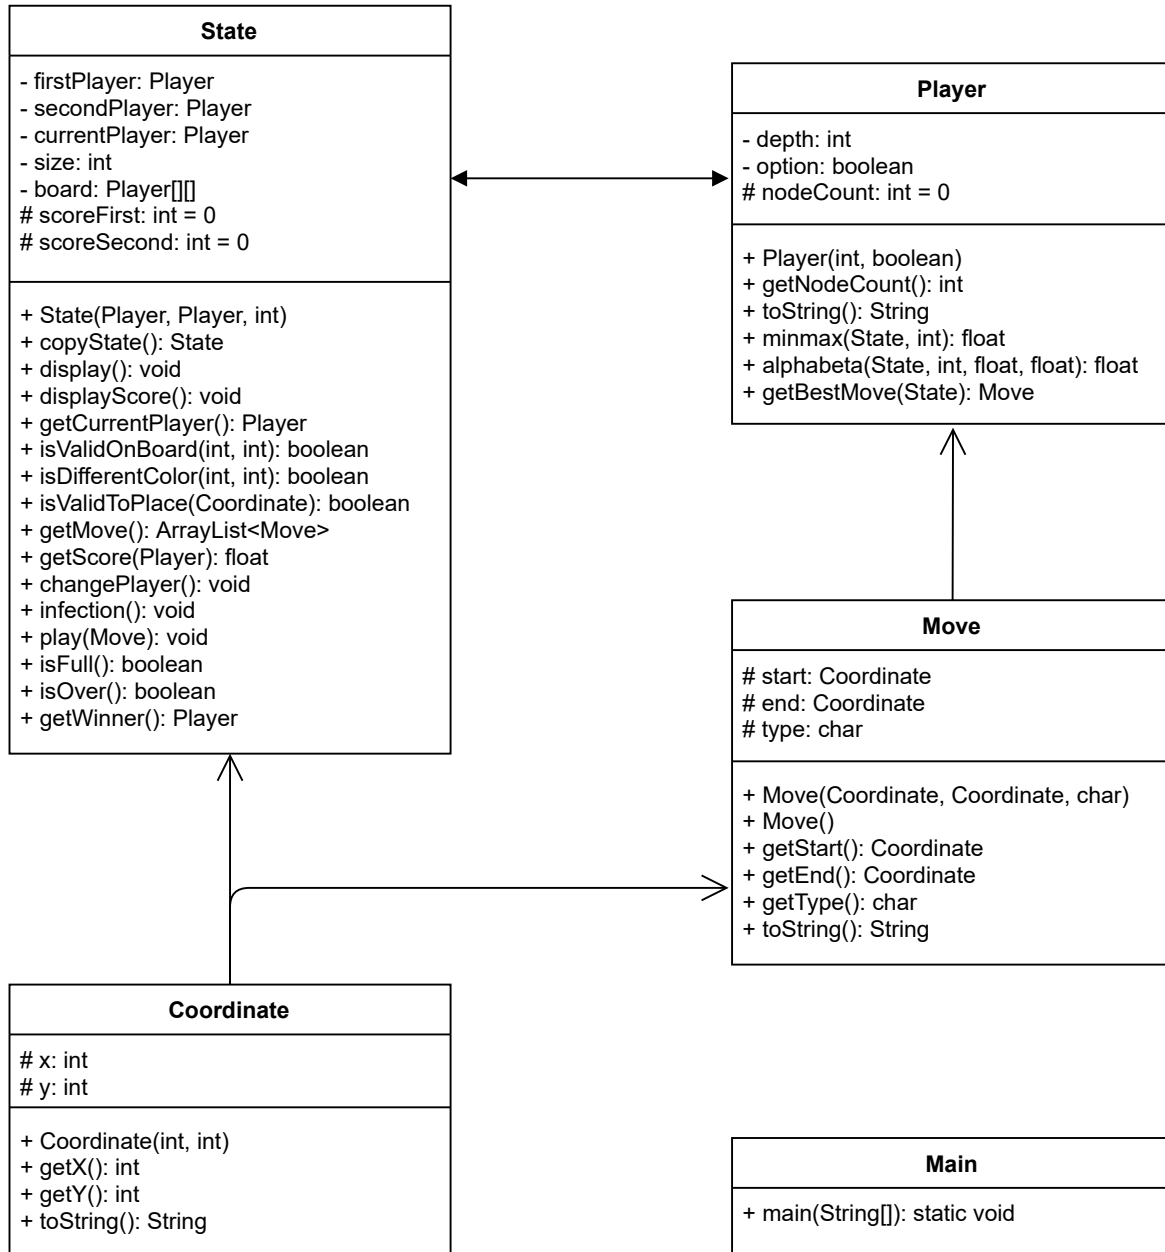 State
- firstPlayer: Player
- secondPlayer: Player
- currentPlayer: Player
- size: int
- board: Player[][]
# scoreFirst: int = 0
# scoreSecond: int = 0
+ State(Player, Player, int)
+ copyState(): State
+ display(): void
+ displayScore(): void
+ getCurrentPlayer(): Player
+ isValidOnBoard(int, int): boolean
+ isDifferentColor(int, int): boolean
+ isValidToPlace(Coordinate): boolean
+ getMove(): ArrayList<Move>
+ getScore(Player): float
+ changePlayer(): void
+ infection(): void
+ play(Move): void
+ isFull(): boolean
+ isOver(): boolean
+ getWinner(): Player
Player
- depth: int
- option: boolean
# nodeCount: int = 0
+ Player(int, boolean)
+ getNodeCount(): int
+ toString(): String
+ minmax(State, int): float
+ alphabeta(State, int, float, float): float
+ getBestMove(State): Move
Move
# start: Coordinate
# end: Coordinate
# type: char
+ Move(Coordinate, Coordinate, char)
+ Move()
+ getStart(): Coordinate
+ getEnd(): Coordinate
+ getType(): char
+ toString(): String
Coordinate
# x: int
# y: int
+ Coordinate(int, int)
+ getX(): int
+ getY(): int
+ toString(): String
Main
+ main(String[]): static void